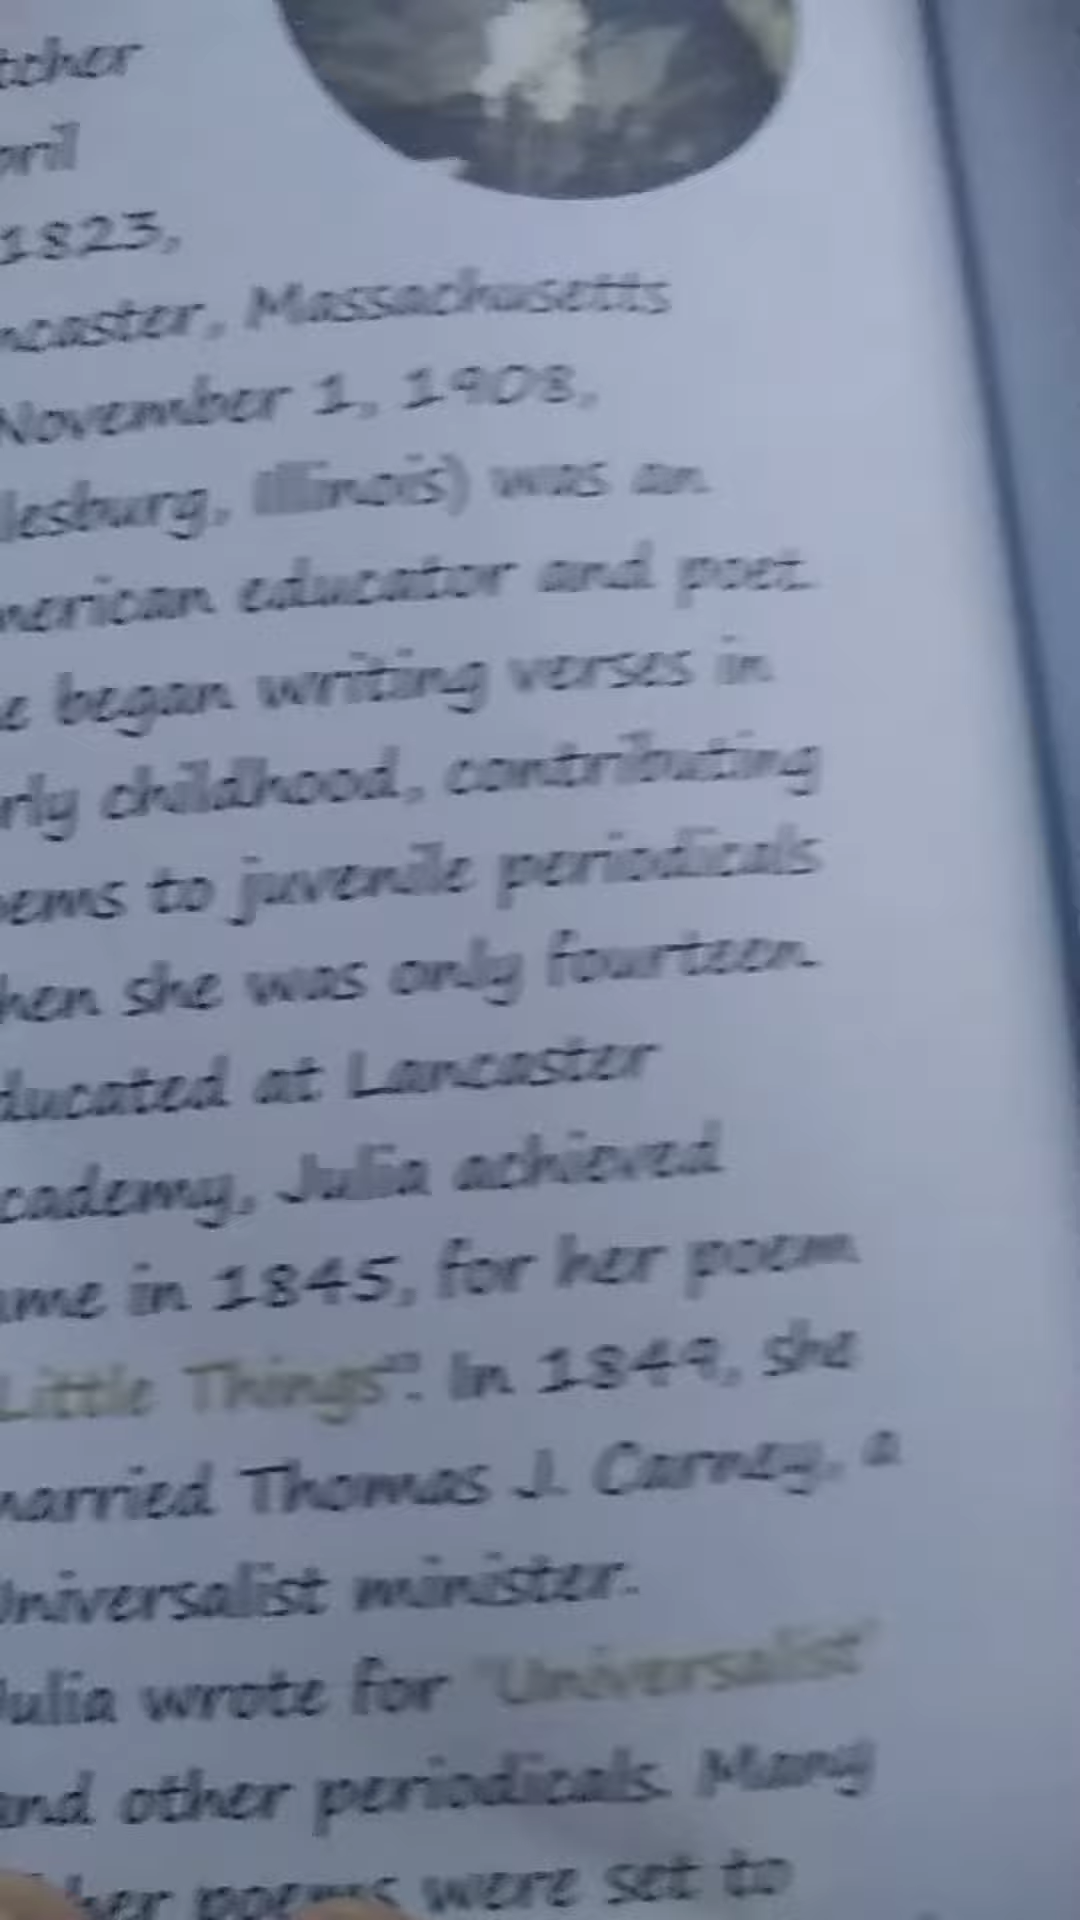 tcher
pril
1823,
ncaster, Massachusetts
November 1, 1908,
lesburg, Illinois) was an
merican educator and poet.
e began writing verses in
rly childhood, contributing
ems to juvenile periodicals
hen she was only fourteen.
ducated at Lancaster
cademy, Julia achieved
ame in 1845, for her poem
Little Things". In 1849, she
married Thomas J. Carney, a
Universalist minister.
Julia wrote for 'Universalist'
and other periodicals. Many
her poems were set to